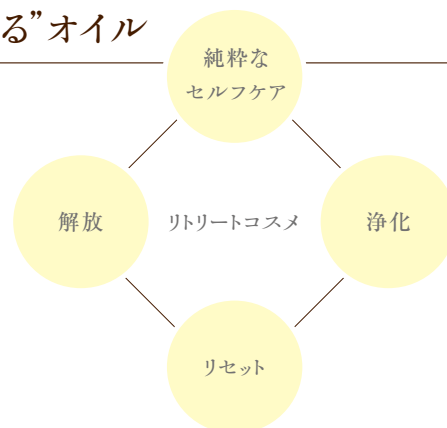 る”オイル
純粋な
セルフケア
解放
リトリートコスメ
浄化
リセット